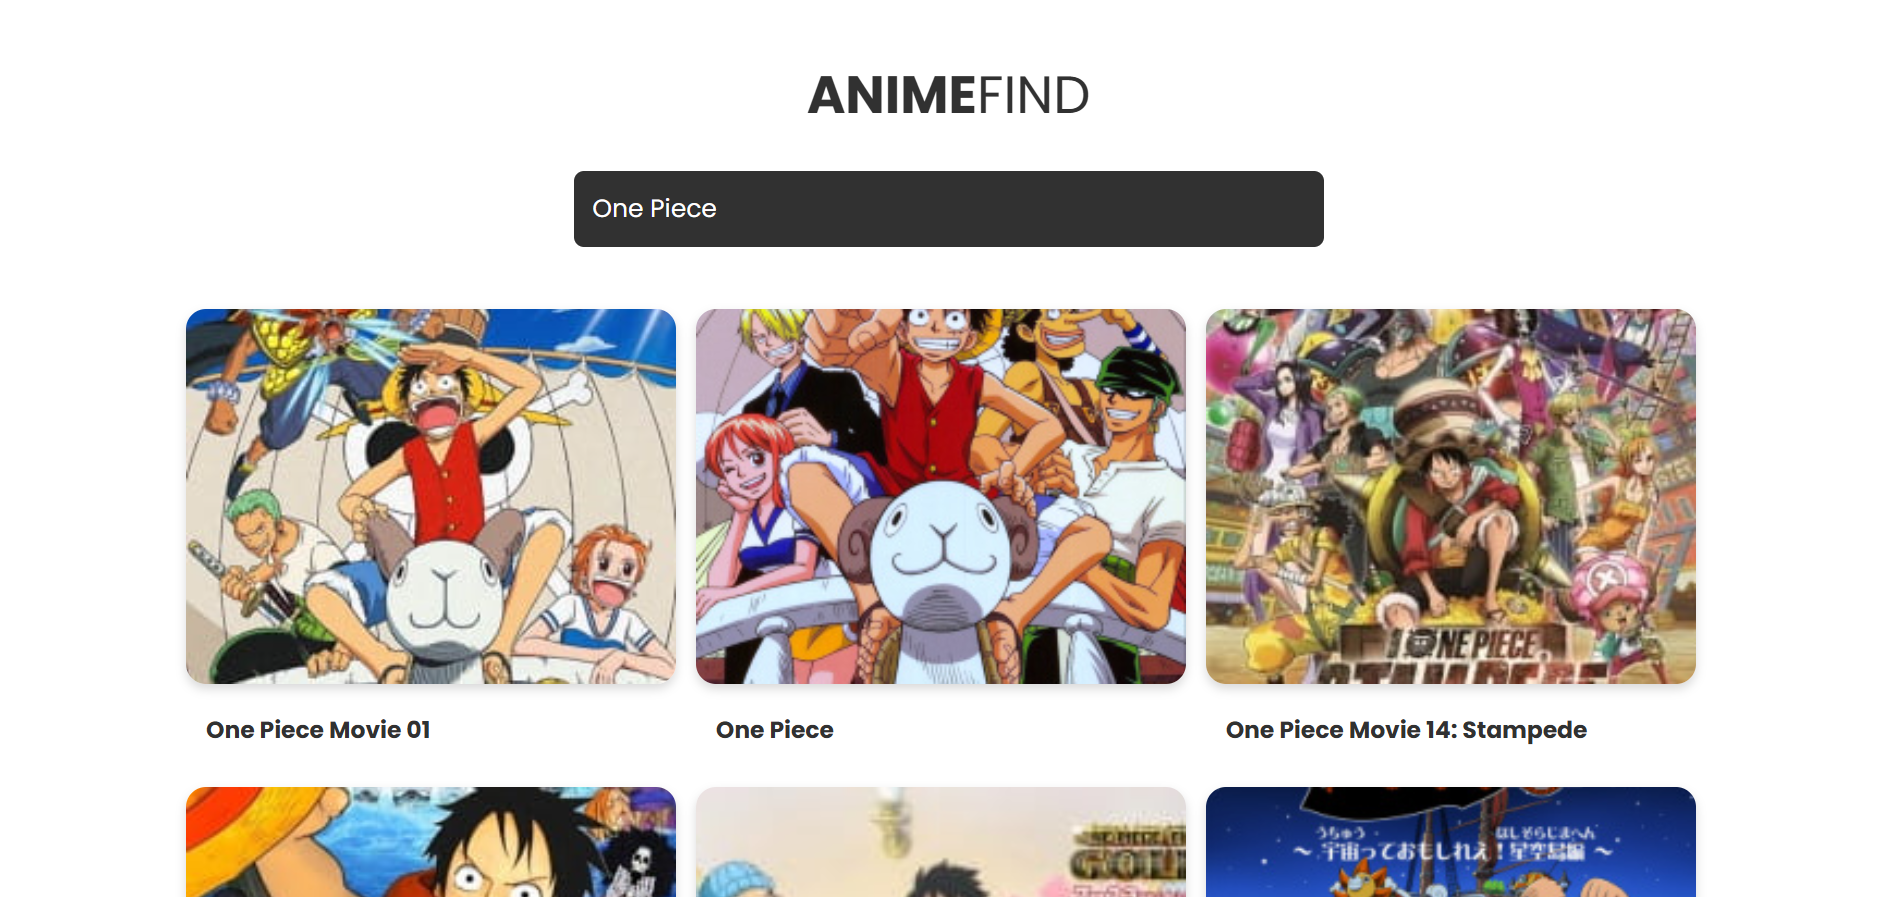 ANIMEFIND
One Piece
ONE PIECE
One Piece Movie 01
One Piece
One Piece Movie 14: Stampede
GOL
うちゅう ほしぞらじまへん
～ 宇宙っておもしれえ！星空島編 ～